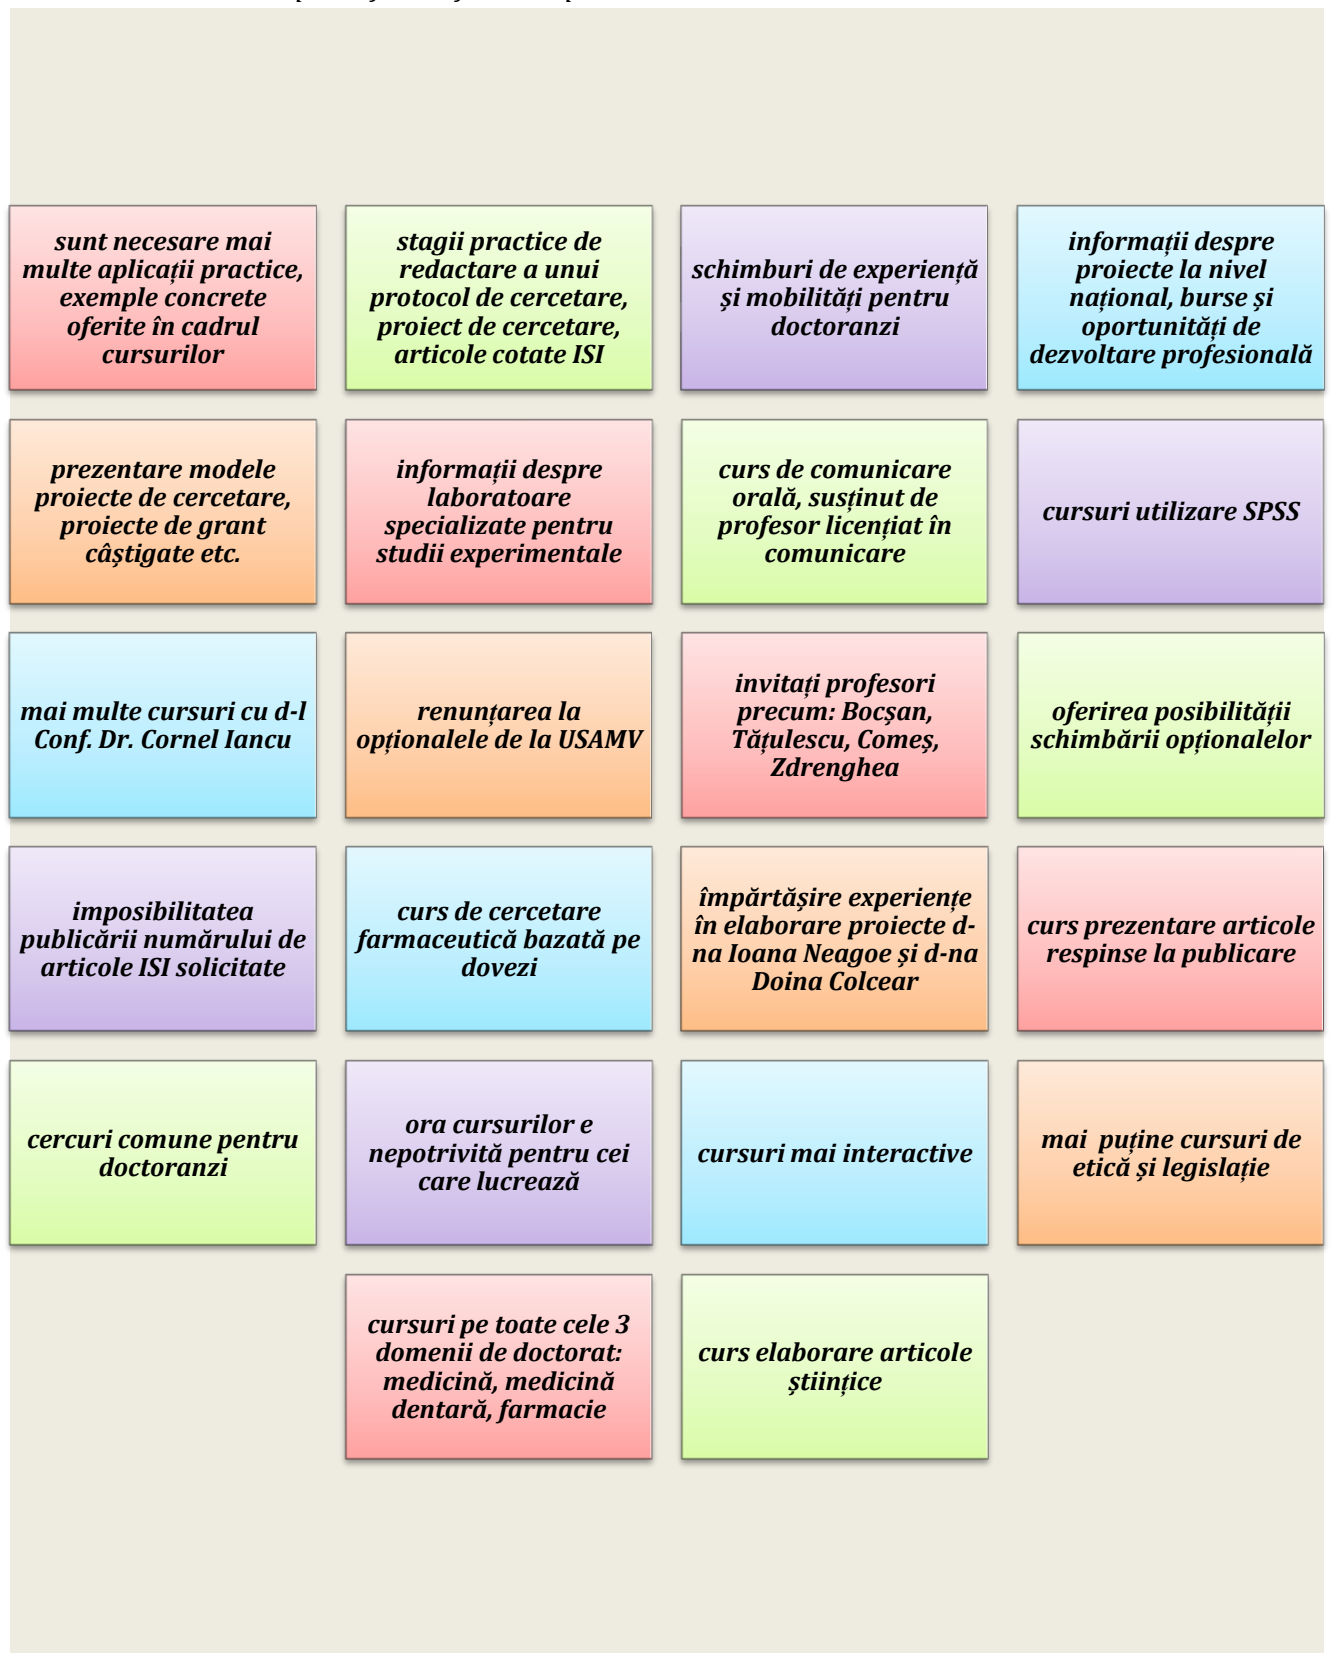 sunt necesare mai
multe aplicații practice,
exemple concrete
oferite în cadrul
cursurilor
stagii practice de
redactare a unui
protocol de cercetare,
proiect de cercetare,
articole cotate ISI
schimburi de experiență
și mobilități pentru
doctoranzi
informații despre
proiecte la nivel
național, burse și
oportunități de
dezvoltare profesională
prezentare modele
proiecte de cercetare,
proiecte de grant
câștigate etc.
informații despre
laboratoare
specializate pentru
studii experimentale
curs de comunicare
orală, susținut de
profesor licențiat în
comunicare
cursuri utilizare SPSS
mai multe cursuri cu d-l
Conf. Dr. Cornel Iancu
renunțarea la
opționalele de la USAMV
invitați profesori
precum: Bocșan,
Tățulescu, Comeș,
Zdrenghea
oferirea posibilității
schimbării opționalelor
imposibilitatea
publicării numărului de
articole ISI solicitate
curs de cercetare
farmaceutică bazată pe
dovezi
împărtășire experiențe
în elaborare proiecte d-
na Ioana Neagoe și d-na
Doina Colcear
curs prezentare articole
respinse la publicare
cercuri comune pentru
doctoranzi
ora cursurilor e
nepotrivită pentru cei
care lucrează
cursuri mai interactive
mai  puține cursuri de
etică și legislație
cursuri pe toate cele 3
domenii de doctorat:
medicină, medicină
dentară, farmacie
curs elaborare articole
științice